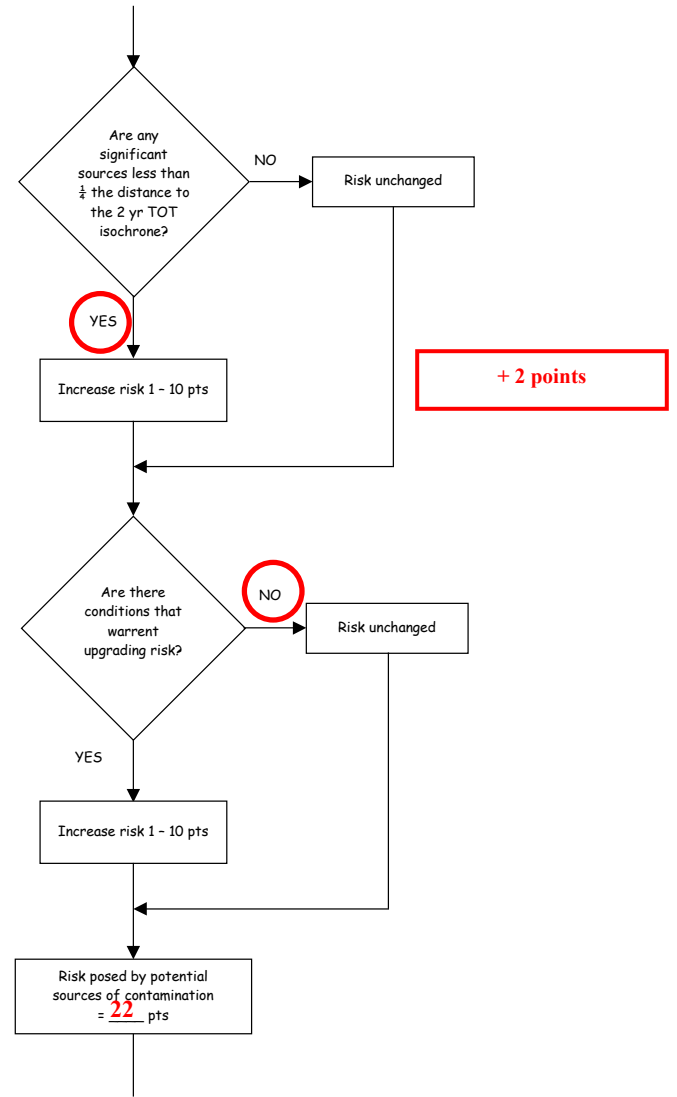 Are any
significant
sources less than
¼ the distance to
the 2 yr TOT
isochrone?
NO
Risk unchanged
YES
Increase risk 1 – 10 pts
+ 2 points
Are there
conditions that
warrent
upgrading risk?
NO
Risk unchanged
YES
Increase risk 1 – 10 pts
Risk posed by potential
sources of contamination
= 22 pts